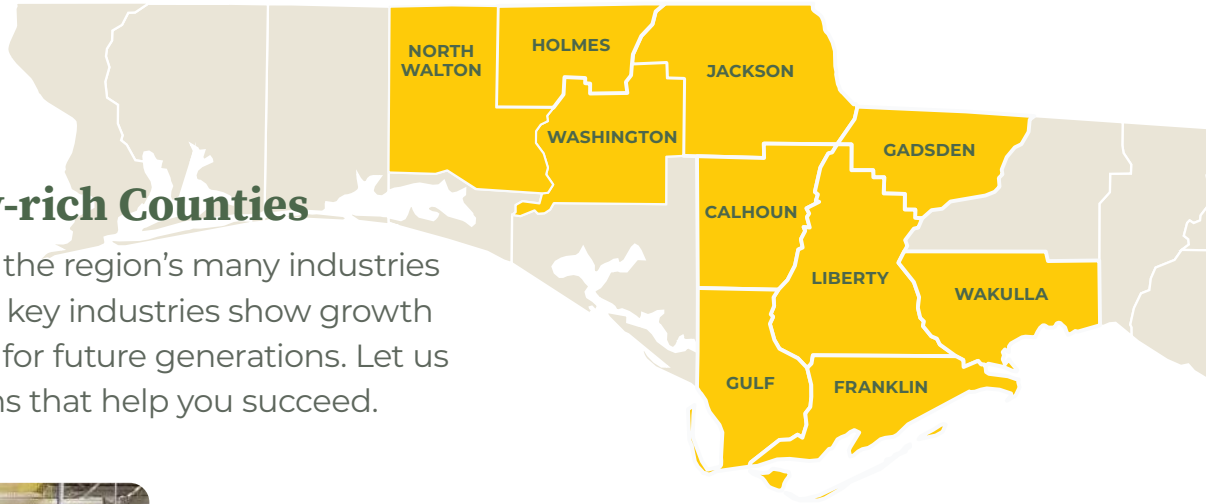 NORTH
WALTON
HOLMES
JACKSON
WASHINGTON
GADSDEN
-rich Counties
CALHOUN
the region's many industries
LIBERTY
WAKULLA
key industries show growth
for future generations. Let us
GULF
FRANKLIN
that help you succeed.